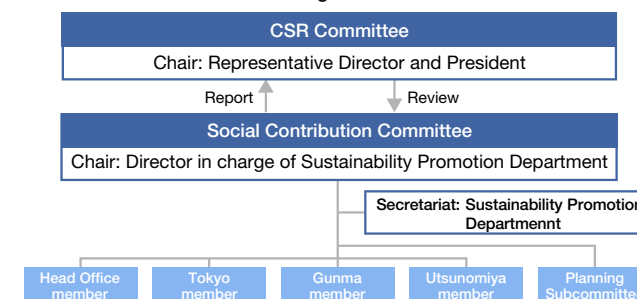 CSR Committee
Chair: Representative Director and President
Report
Review
Social Contribution Committee
Chair: Director in charge of Sustainability Promotion Department
Secretariat: Sustainability Promotion
Departmennt
Head Office
member
Tokyo
member
Gunma
member
Utsunomiya
member
Planning
Subcommittee